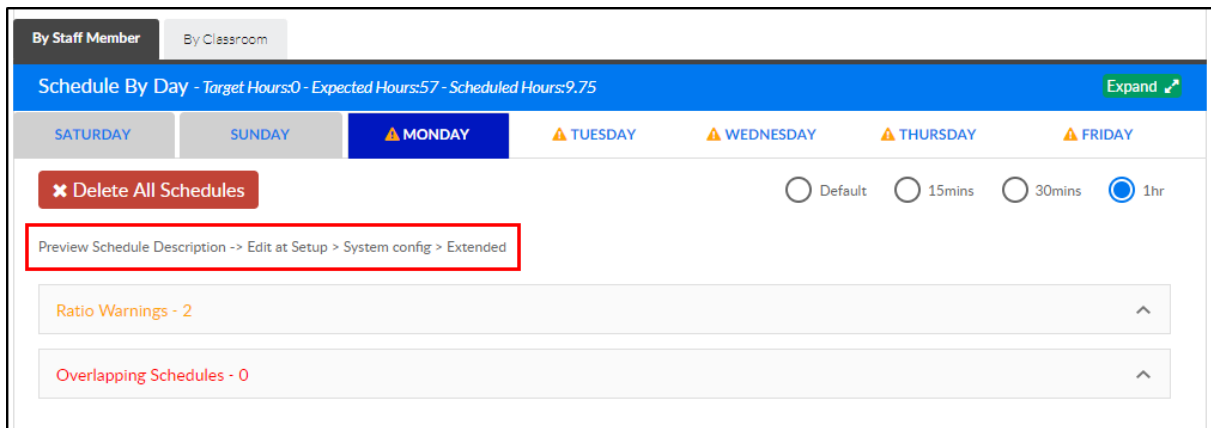 By Staff Member By Classroom
Schedule By Day - Target Hours:0 - Expected Hours:57 - Scheduled Hours:9.75 Expand
SATURDAY SUNDAY MONDAY TUESDAY WEDNESDAY THURSDAY FRIDAY
Delete All Schedules Default 15mins 30mins 1hr
Preview Schedule Description -> Edit at Setup > System config > Extended
Ratio Warnings - 2
Overlapping Schedules - 0